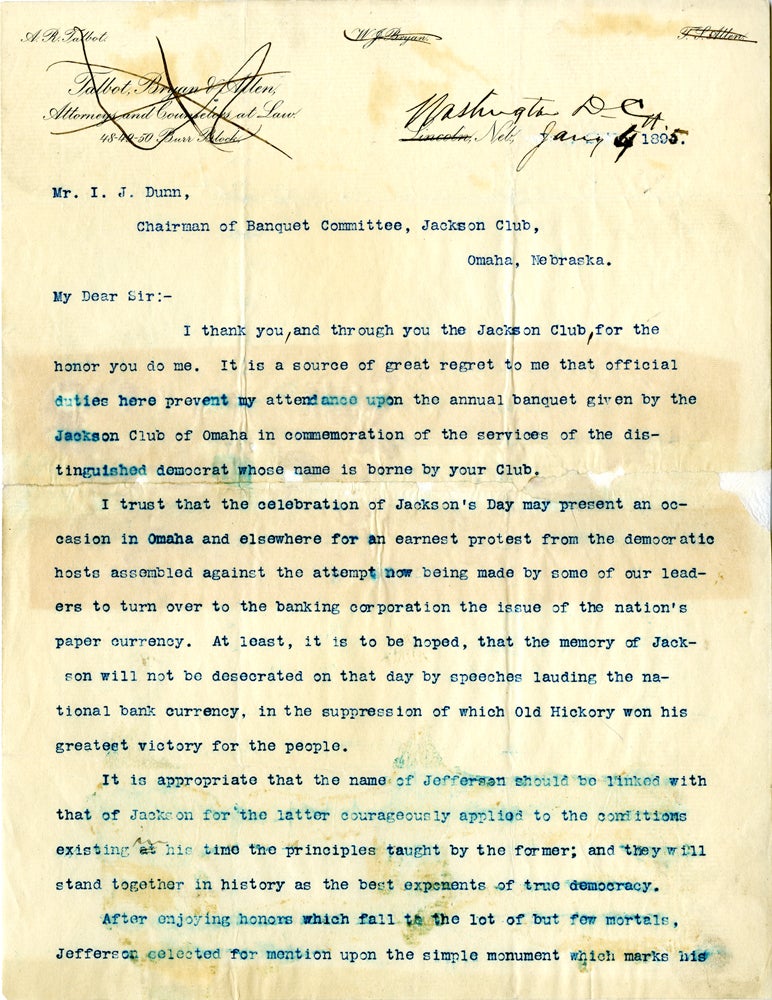 A. R. Talbot. W. J. Bryan. T. S. Allen.
Talbot, Bryan & Allen,
Attorneys and Counselors at Law.
48-49-50 Burr Block.
Washington D-C
Lincoln, Neb, Jany 4th 1895.
Mr. I. J. Dunn,
Chairman of Banquet Committee, Jackson Club,
Omaha, Nebraska.
My Dear Sir:-
I thank you, and through you the Jackson Club, for the
honor you do me. It is a source of great regret to me that official
duties here prevent my attendance upon the annual banquet given by the
Jackson Club of Omaha in commemoration of the services of the dis-
tinguished democrat whose name is borne by your Club.
I trust that the celebration of Jackson's Day may present an oc-
casion in Omaha and elsewhere for an earnest protest from the democratic
hosts assembled against the attempt now being made by some of our lead-
ers to turn over to the banking corporation the issue of the nation's
paper currency. At least, it is to be hoped, that the memory of Jack-
son will not be desecrated on that day by speeches lauding the na-
tional bank currency, in the suppression of which Old Hickory won his
greatest victory for the people.
It is appropriate that the name of Jefferson should be linked with
that of Jackson for the latter courageously applied to the conditions
existing in his time the principles taught by the former; and they will
stand together in history as the best exponents of true democracy.
After enjoying honors which fall to the lot of but few mortals,
Jefferson selected for mention upon the simple monument which marks his